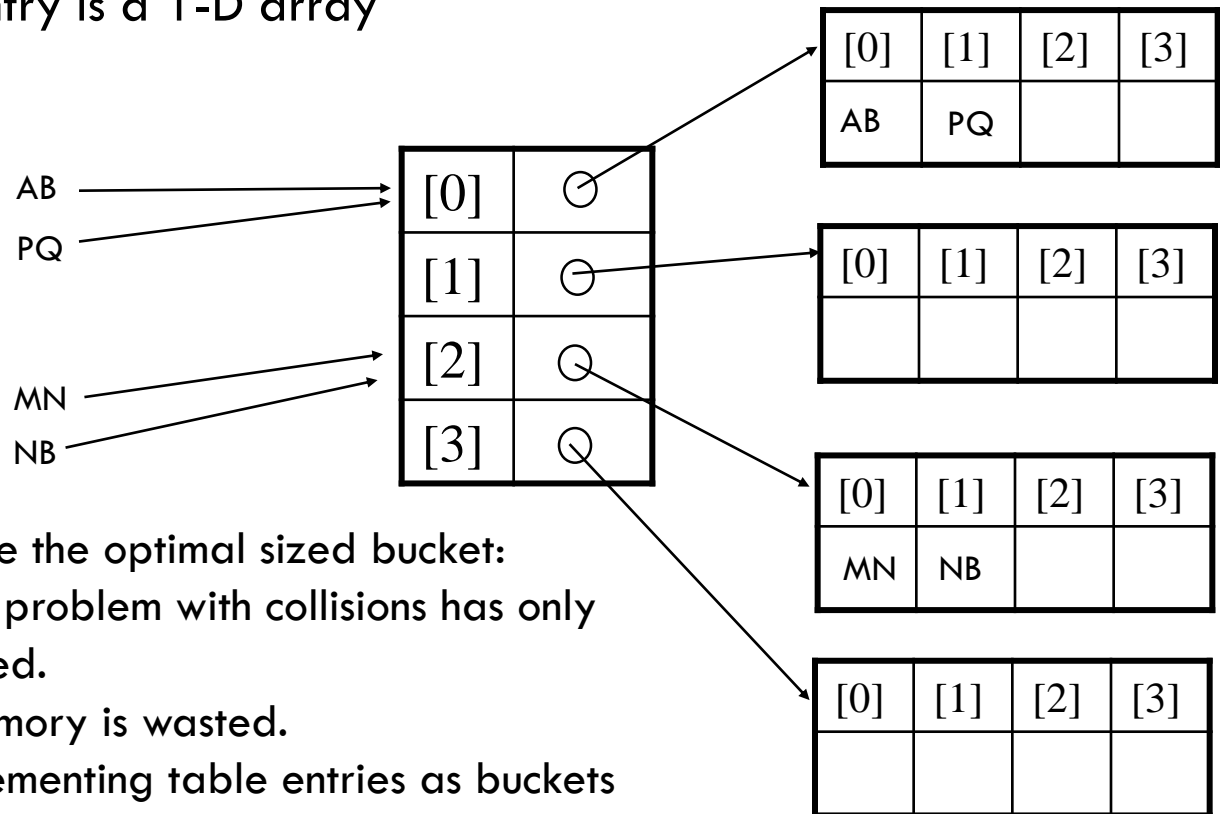 ntry is a 1-D array
[0] [1] [2] [3]
AB PQ
AB
PQ
MN
NB
[0]
[1]
[2]
[3]
[0] [1] [2] [3]
[0] [1] [2] [3]
MN NB
[0] [1] [2] [3]
e the optimal sized bucket:
problem with collisions has only
ed.
mory is wasted.
ementing table entries as buckets